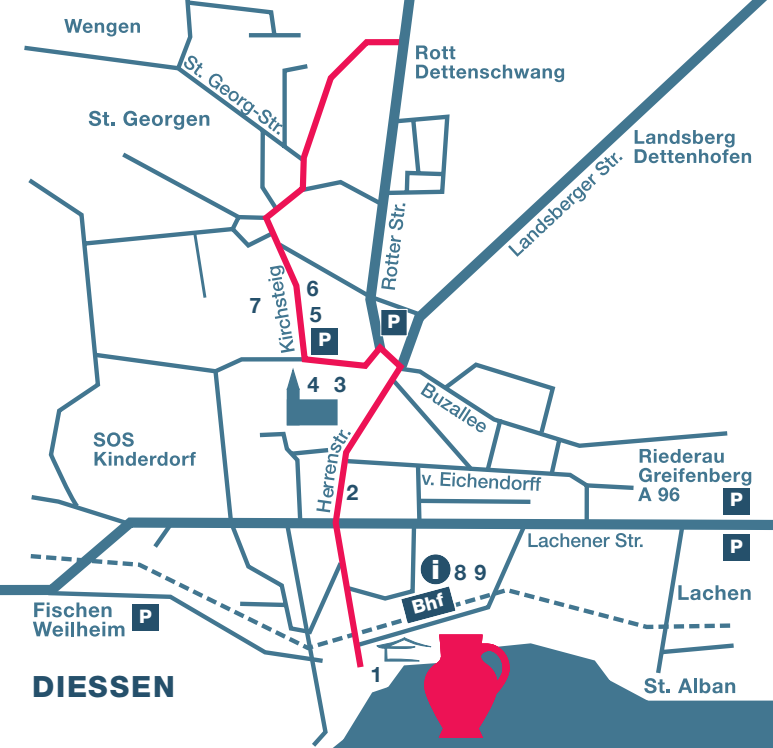 Wengen
St. Georg-Str.
Rott
Dettenschwang
St. Georgen
Landsberg
Dettenhofen
Landsberger Str.
Rotter Str.
Kirchsteig
7
6
5
P
P
4 3
Buzallee
SOS
Kinderdorf
Herrenstr.
2
v. Eichendorff
Riederau
Greifenberg
A 96
P
Lachener Str.
P
i
8 9
Bhf
Lachen
Fischen
Weilheim
P
1
DIESSEN
St. Alban